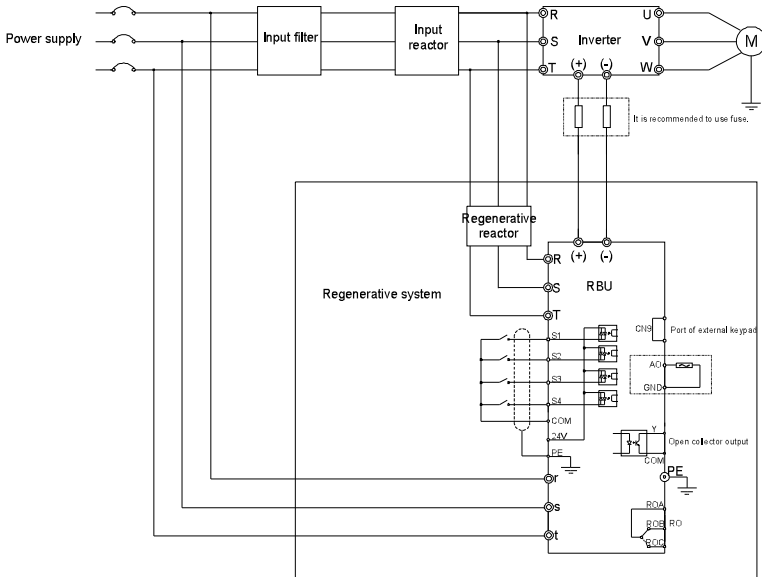 Power supply
Input filter
Input
reactor
R
S
T
Inverter
U
V
W
M
(+) (-)
It is recommended to use fuse.
Regenerative
reactor
(+) (-)
R
S
T
RBU
Regenerative system
S1
S2
S3
S4
COM
24V
PE
r
s
t
CN9
Port of external keypad
AO
GND
Y
Open collector output
COM
PE
ROA
ROB
RO
ROC